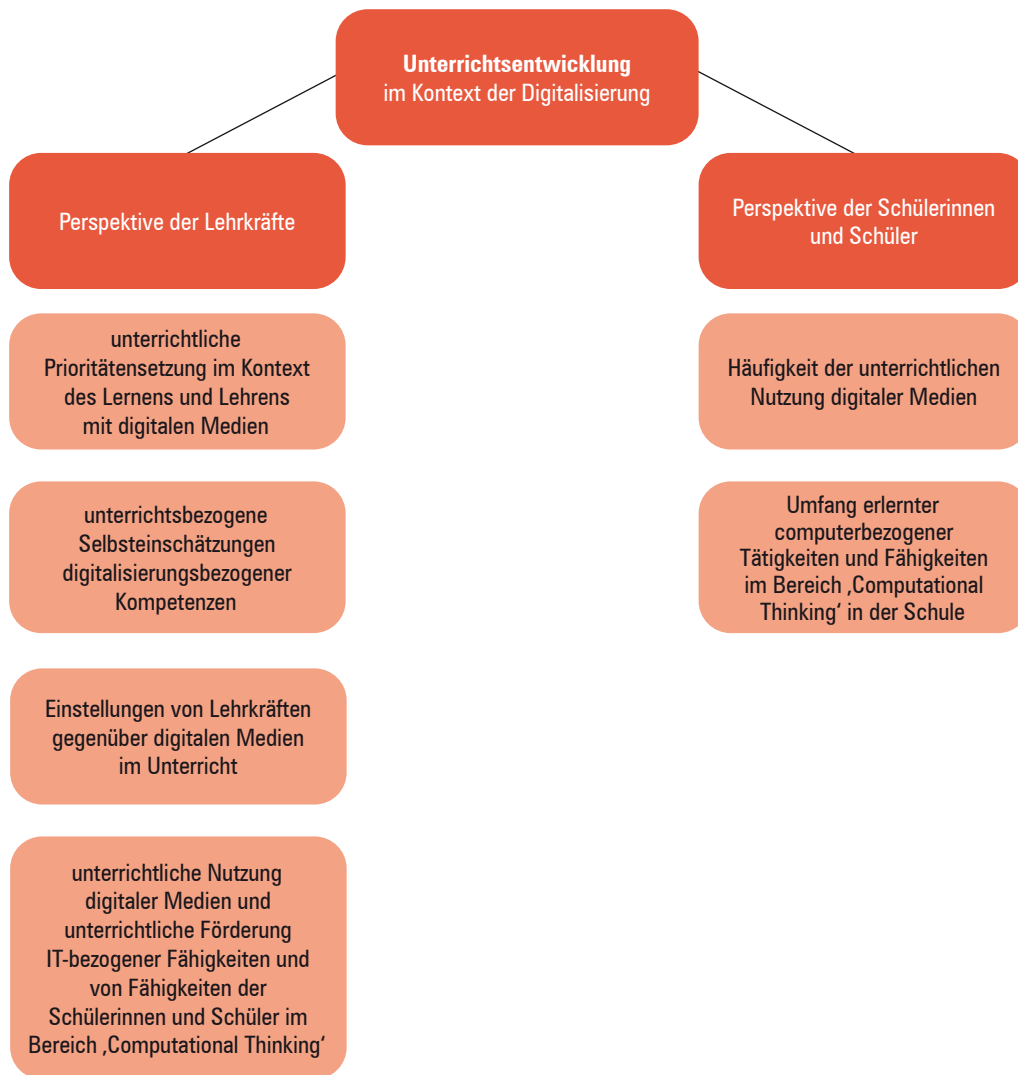 Unterrichtsentwicklung
im Kontext der Digitalisierung
Perspektive der Lehrkräfte
unterrichtliche
Prioritätensetzung im Kontext
des Lernens und Lehrens
mit digitalen Medien
unterrichtsbezogene
Selbsteinschätzungen
digitalisierungsbezogener
Kompetenzen
Einstellungen von Lehrkräften
gegenüber digitalen Medien
im Unterricht
unterrichtliche Nutzung
digitaler Medien und
unterrichtliche Förderung
IT-bezogener Fähigkeiten und
von Fähigkeiten der
Schülerinnen und Schüler im
Bereich ‚Computational Thinking‘
Perspektive der Schülerinnen
und Schüler
Häufigkeit der unterrichtlichen
Nutzung digitaler Medien
Umfang erlernter
computerbezogener
Tätigkeiten und Fähigkeiten
im Bereich ‚Computational
Thinking‘ in der Schule